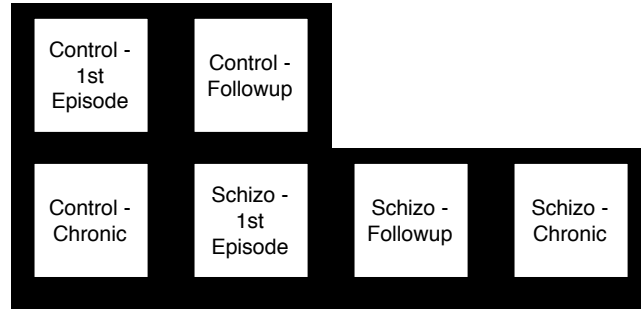 Control -
1st
Episode
Control -
Followup
Control -
Chronic
Schizo -
1st
Episode
Schizo -
Followup
Schizo -
Chronic